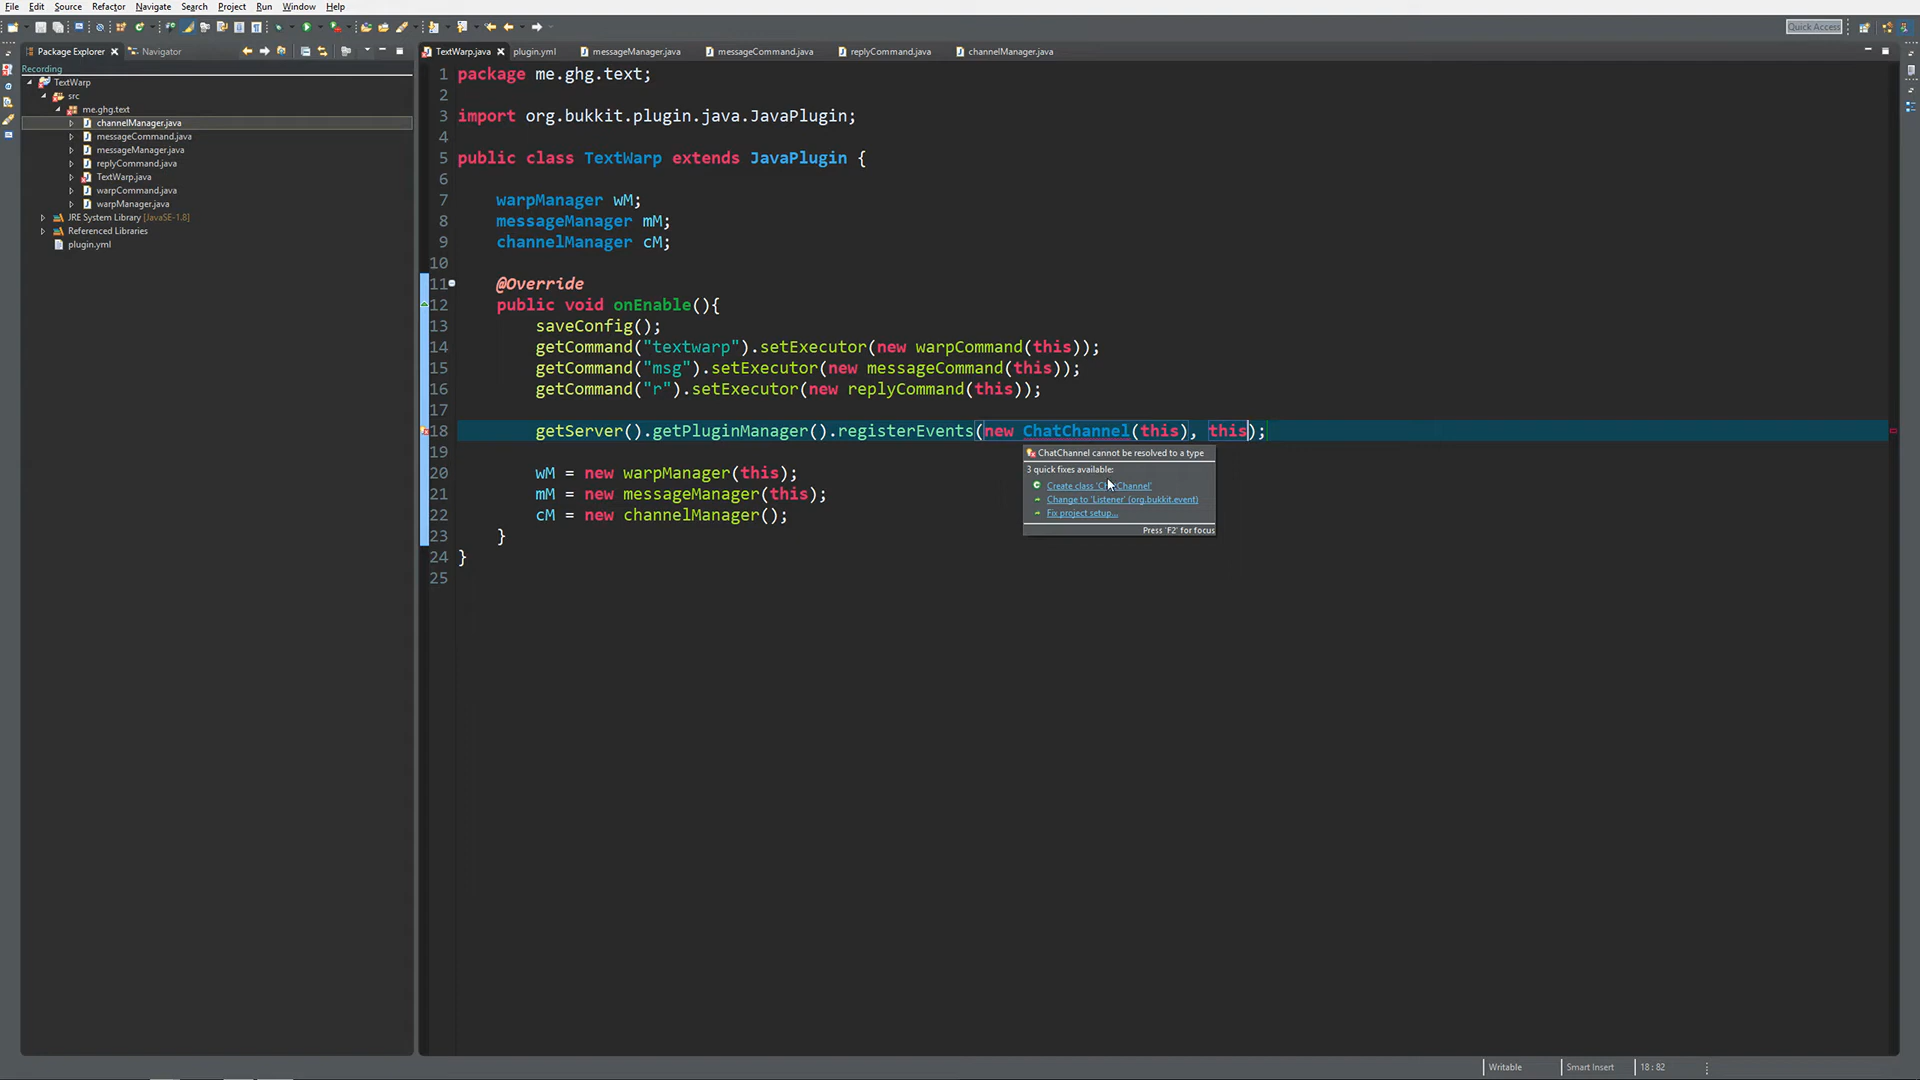 File Edit Source Refactor Navigate Search Project Run Window Help
Quick Access
Package Explorer Navigator
TextWarp.java plugin.yml messageManager.java messageCommand.java replyCommand.java channelManager.java
Recording
TextWarp
src
me.ghg.text
channelManager.java
messageCommand.java
messageManager.java
replyCommand.java
TextWarp.java
warpCommand.java
warpManager.java
JRE System Library [JavaSE-1.8]
Referenced Libraries
plugin.yml
1 package me.ghg.text;
2
3 import org.bukkit.plugin.java.JavaPlugin;
4
5 public class TextWarp extends JavaPlugin {
6
7 warpManager wM;
8 messageManager mM;
9 channelManager cM;
10
11 @Override
12 public void onEnable(){
13 saveConfig();
14 getCommand("textwarp").setExecutor(new warpCommand(this));
15 getCommand("msg").setExecutor(new messageCommand(this));
16 getCommand("r").setExecutor(new replyCommand(this));
17
18 getServer().getPluginManager().registerEvents(new ChatChannel(this), this);
19
20 wM = new warpManager(this);
21 mM = new messageManager(this);
22 cM = new channelManager();
23 }
24 }
25
ChatChannel cannot be resolved to a type
3 quick fixes available:
Create class 'ChatChannel'
Change to 'Listener' (org.bukkit.event)
Fix project setup...
Press 'F2' for focus
Writable Smart Insert 18 : 82